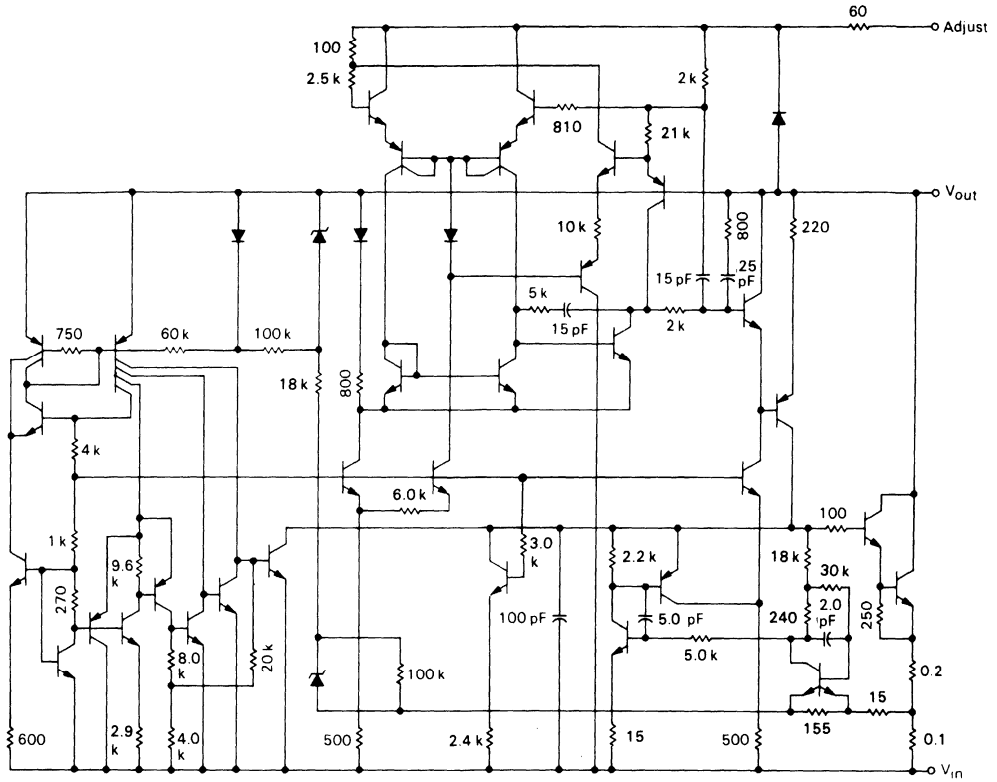 60
Adjust
100
2.5 k
2 k
810
21 k
Vout
10 k
800
220
15 pF
.25 pF
5 k
15 pF
2 k
750
60 k
100 k
18 k
800
4 k
6.0 k
1 k
9.6 k
3.0 k
2.2 k
100
18 k
30 k
270
8.0 k
20 k
100 pF
5.0 pF
240
2.0 pF
250
5.0 k
100 k
0.2
15
155
600
2.9 k
4.0 k
500
2.4 k
15
500
0.1
Vin